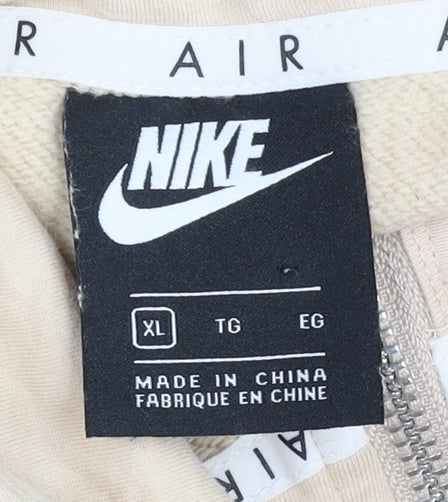 R AIR A
NIKE
XL TG EG
MADE IN CHINA
FABRIQUE EN CHINE
AIR